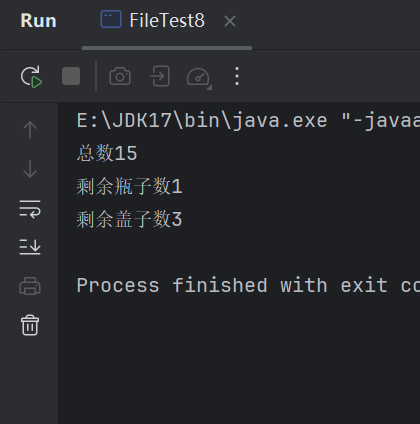 Run FileTest8
E:\JDK17\bin\java.exe "-javaa
总数15
剩余瓶子数1
剩余盖子数3
Process finished with exit co